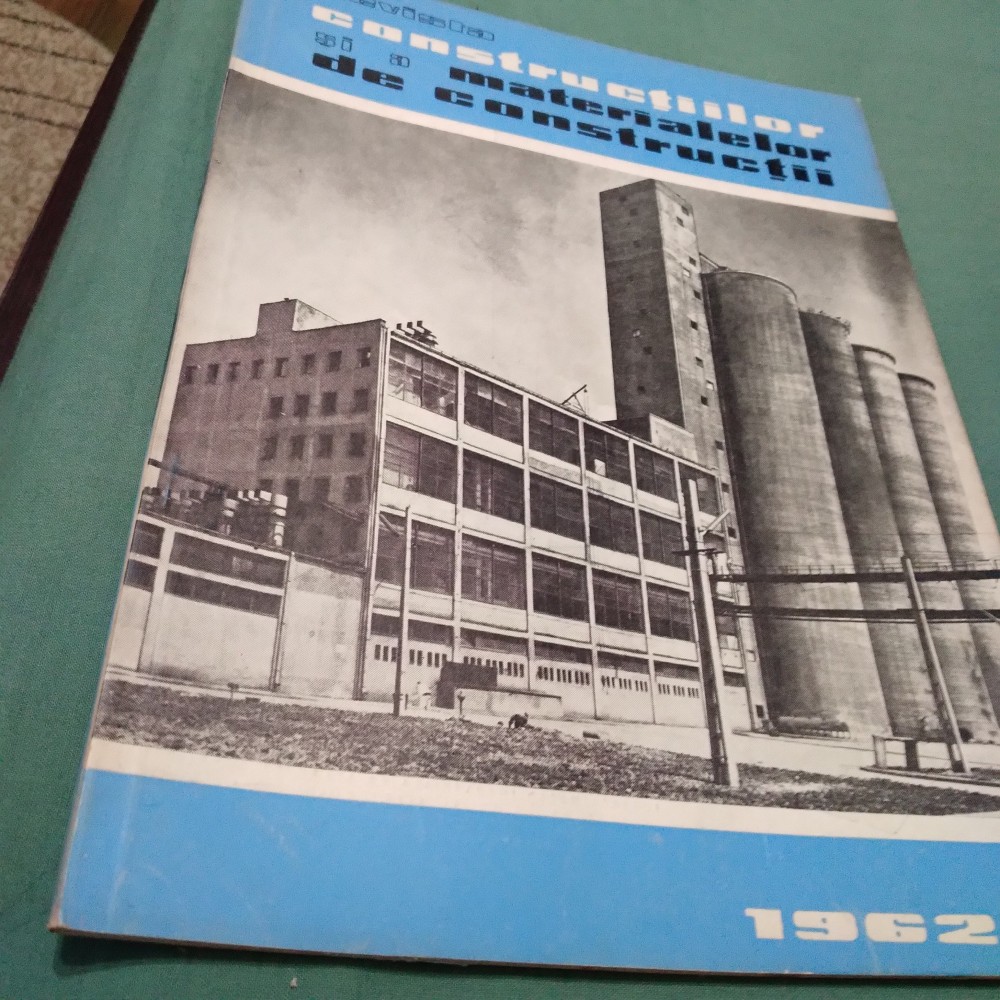 revista
construcțiilor
și a materialelor
de construcții
1962